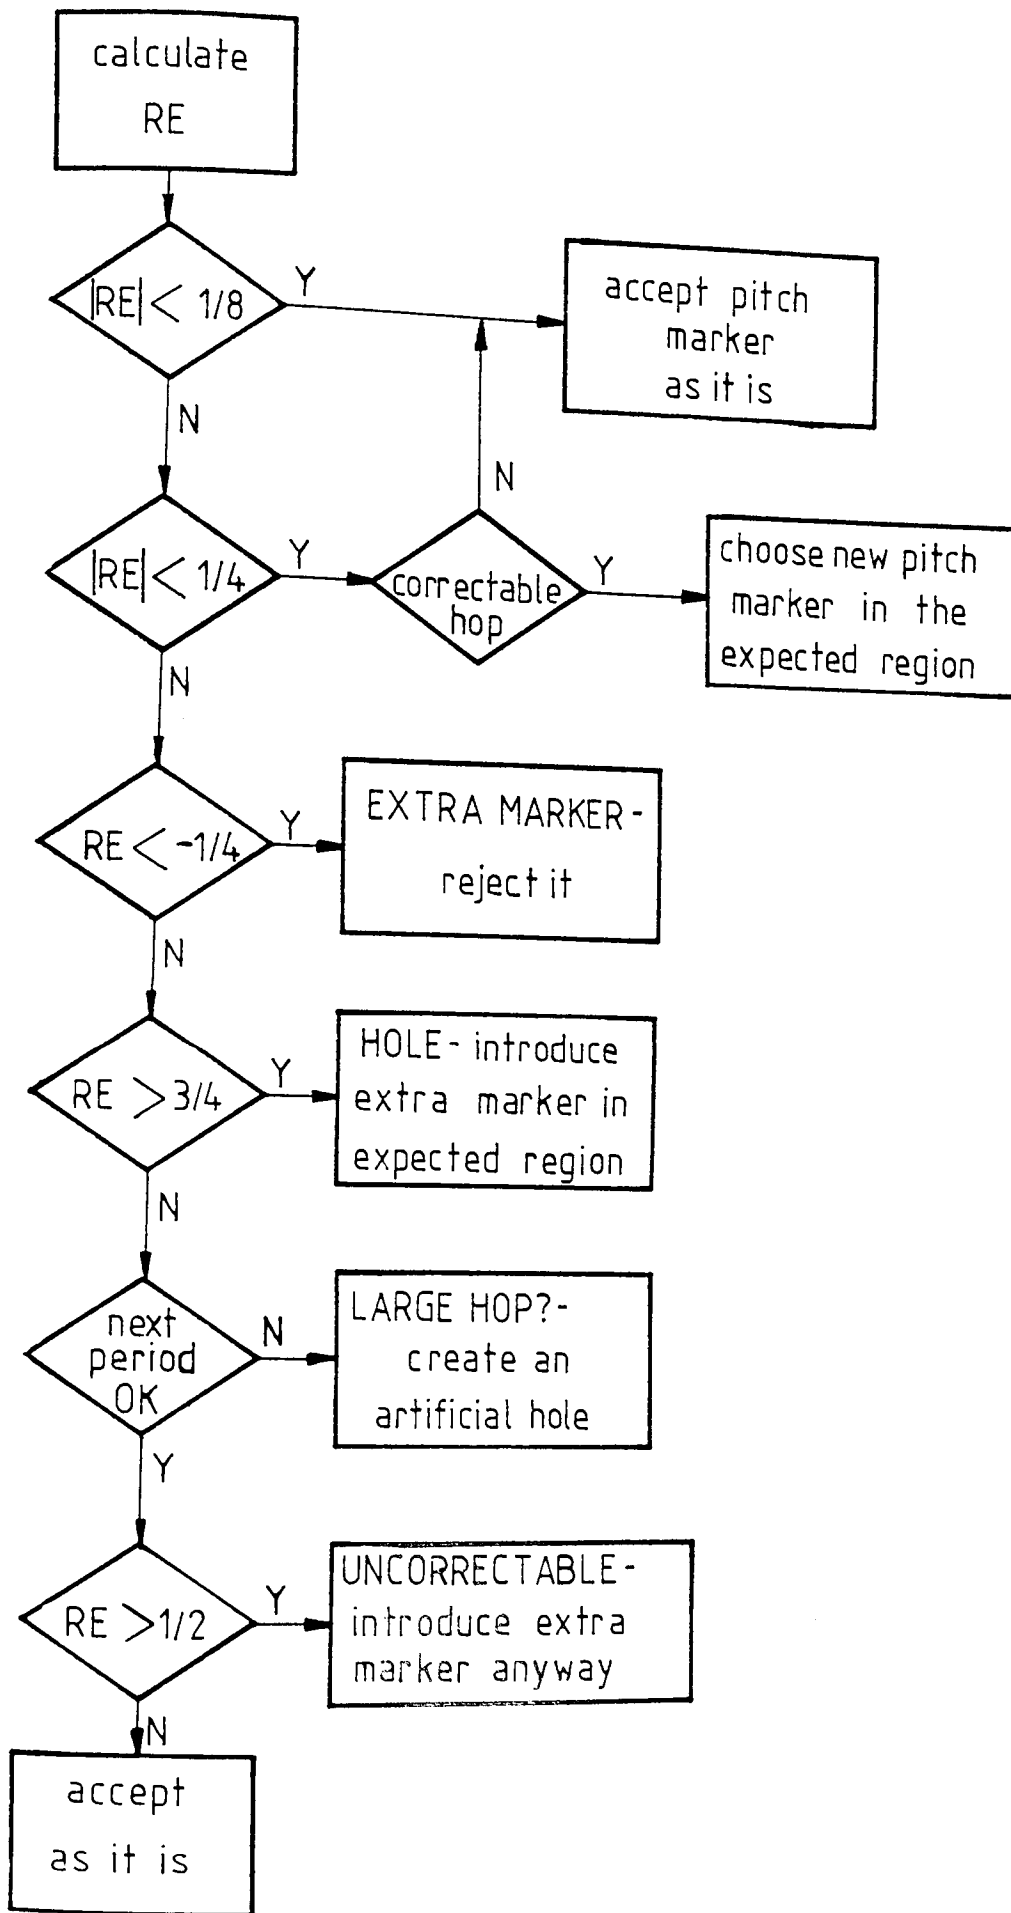 calculate
RE
|RE| < 1/8
Y
accept pitch
marker
as it is
N
N
|RE| < 1/4
Y
correctable
hop
Y
choose new pitch
marker in the
expected region
N
RE < -1/4
Y
EXTRA MARKER-
reject it
N
RE > 3/4
Y
HOLE- introduce
extra marker in
expected region
N
next
period
OK
N
LARGE HOP?-
create an
artificial hole
Y
RE > 1/2
Y
UNCORRECTABLE-
introduce extra
marker anyway
N
accept
as it is